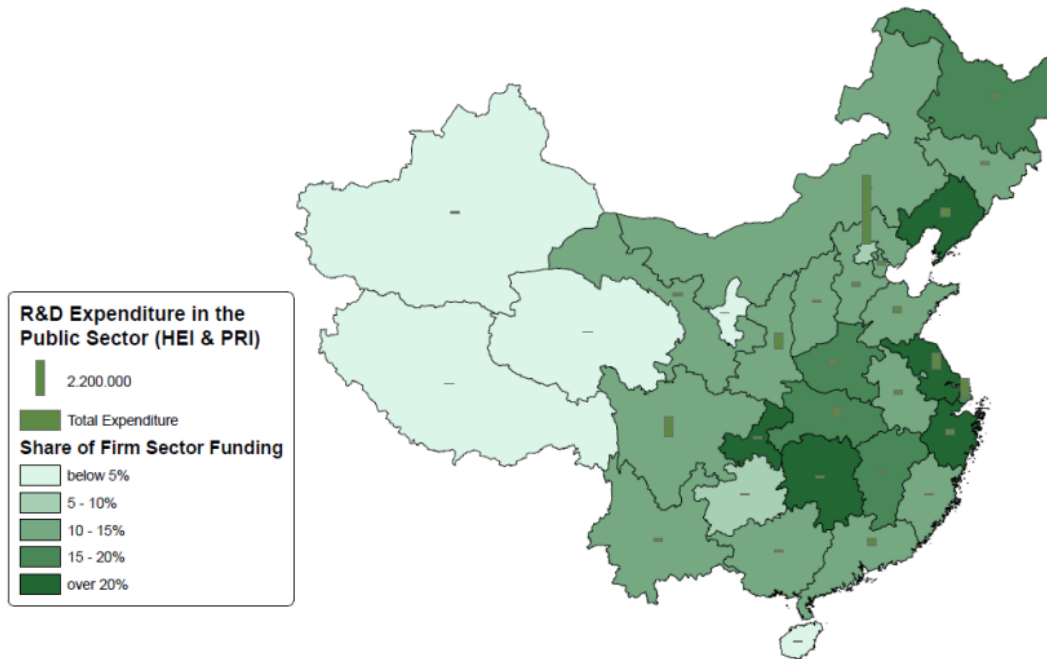 R&D Expenditure in the
Public Sector (HEI & PRI)
2.200.000
Total Expenditure
Share of Firm Sector Funding
below 5%
5 - 10%
10 - 15%
15 - 20%
over 20%